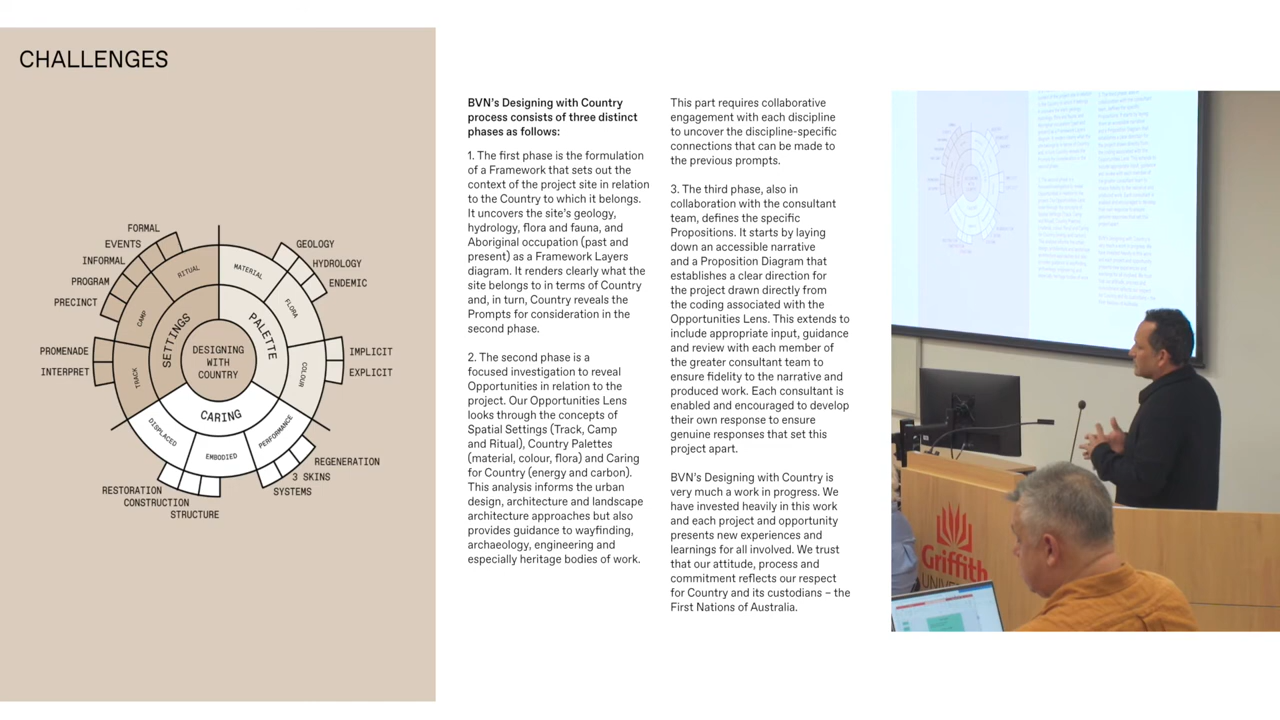 CHALLENGES
FORMAL
EVENTS
INFORMAL
PROGRAM
PRECINCT
PROMENADE
INTERPRET
GEOLOGY
HYDROLOGY
ENDEMIC
IMPLICIT
EXPLICIT
REGENERATION
3 SKINS
SYSTEMS
RESTORATION
CONSTRUCTION
STRUCTURE
RITUAL
CAMP
TRACK
MATERIAL
FLORA
COLOUR
DISPLACED
EMBODIED
PERFORMANCE
SETTINGS
PALETTE
CARING
DESIGNING
WITH
COUNTRY
BVN's Designing with Country
process consists of three distinct
phases as follows:
1. The first phase is the formulation
of a Framework that sets out the
context of the project site in relation
to the Country to which it belongs.
It uncovers the site's geology,
hydrology, flora and fauna, and
Aboriginal occupation (past and
present) as a Framework Layers
diagram. It renders clearly what the
site belongs to in terms of Country
and, in turn, Country reveals the
Prompts for consideration in the
second phase.
2. The second phase is a
focused investigation to reveal
Opportunities in relation to the
project. Our Opportunities Lens
looks through the concepts of
Spatial Settings (Track, Camp
and Ritual), Country Palettes
(material, colour, flora) and Caring
for Country (energy and carbon).
This analysis informs the urban
design, architecture and landscape
architecture approaches but also
provides guidance to wayfinding,
archaeology, engineering and
especially heritage bodies of work.
This part requires collaborative
engagement with each discipline
to uncover the discipline-specific
connections that can be made to
the previous prompts.
3. The third phase, also in
collaboration with the consultant
team, defines the specific
Propositions. It starts by laying
down an accessible narrative
and a Proposition Diagram that
establishes a clear direction for
the project drawn directly from
the coding associated with the
Opportunities Lens. This extends to
include appropriate input, guidance
and review with each member of
the greater consultant team to
ensure fidelity to the narrative and
produced work. Each consultant is
enabled and encouraged to develop
their own response to ensure
genuine responses that set this
project apart.
BVN's Designing with Country is
very much a work in progress. We
have invested heavily in this work
and each project and opportunity
presents new experiences and
learnings for all involved. We trust
that our attitude, process and
commitment reflects our respect
for Country and its custodians – the
First Nations of Australia.
Griffith